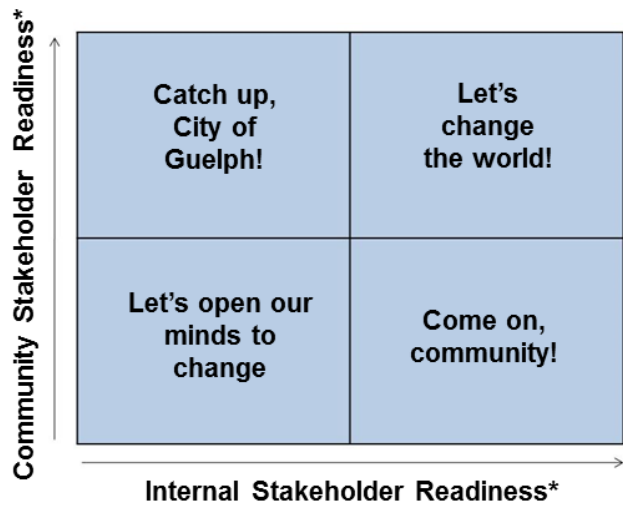 Community Stakeholder Readiness*
Catch up,
City of
Guelph!
Let's
change
the world!
Let’s open our
minds to
change
Come on,
community!
Internal Stakeholder Readiness*